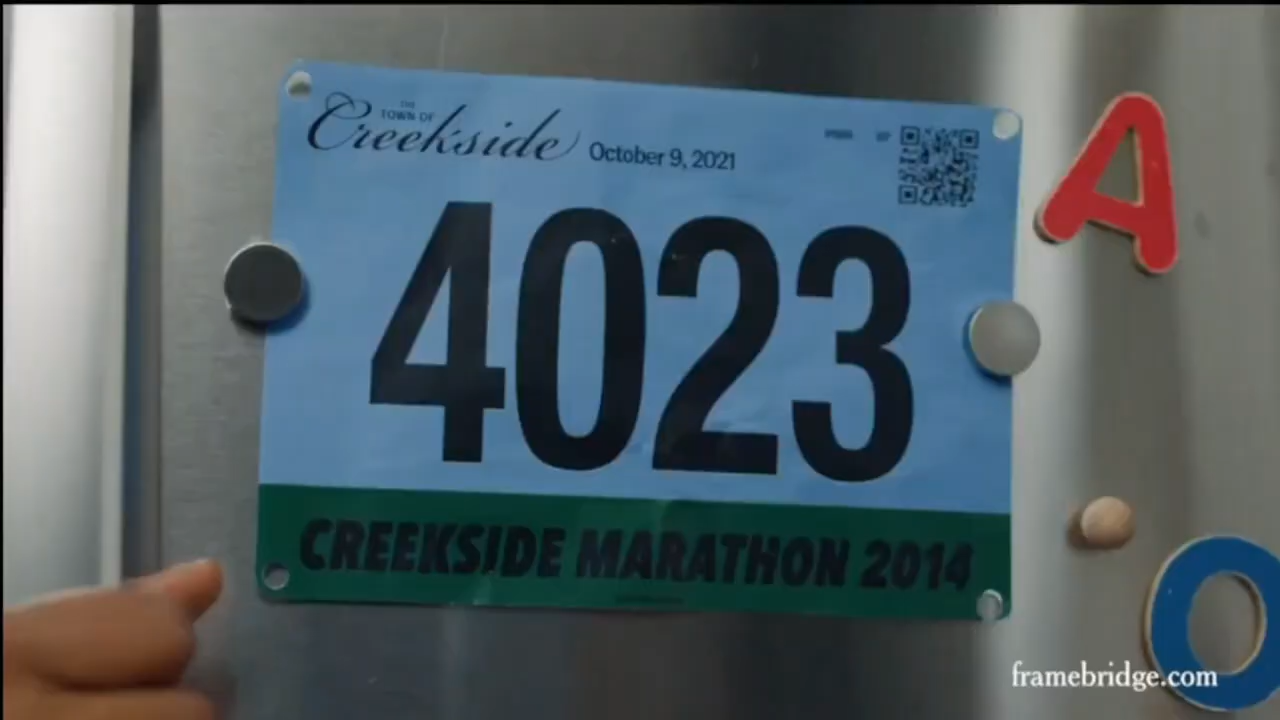 THE
TOWN OF
Creekside October 9, 2021
4023
CREEKSIDE MARATHON 2014
A
O
framebridge.com